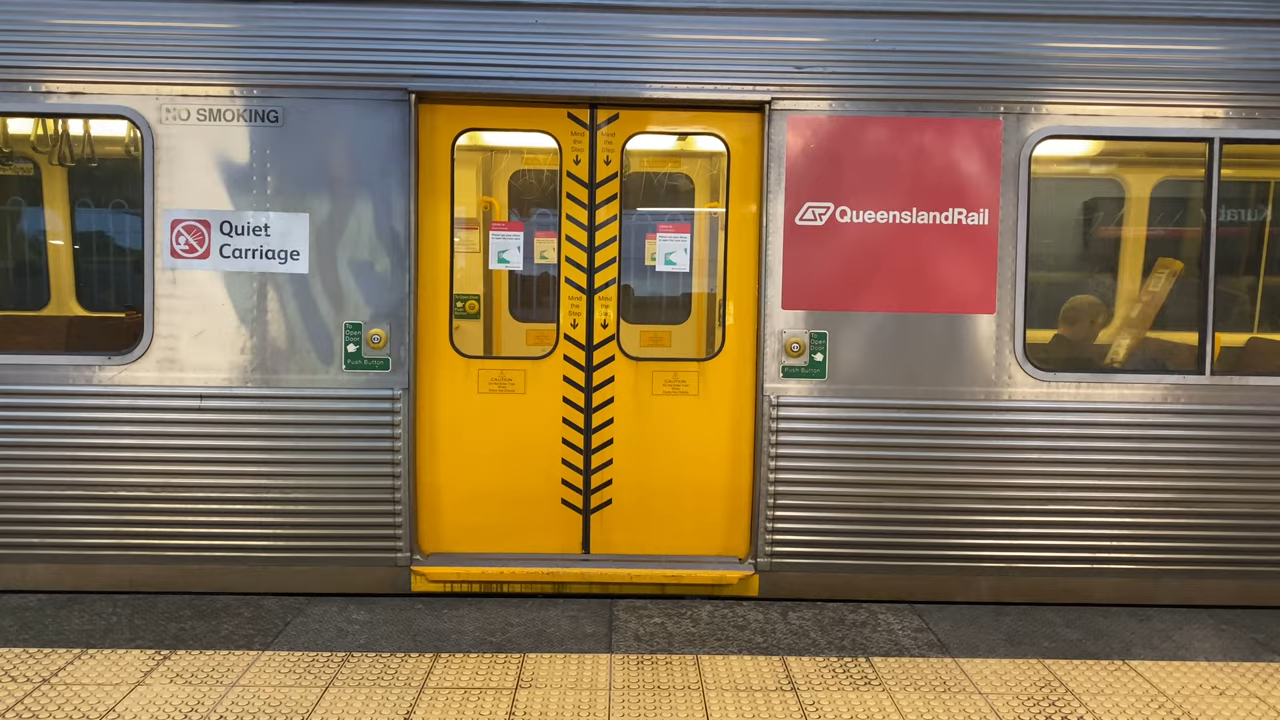 NO SMOKING
Quiet
Carriage
To
Open
Door
Push Button
Mind
the
Step
Mind
the
Step
Mind
the
Step
Mind
the
Step
CAUTION
CAUTION
QueenslandRail
To
Open
Door
Push Button